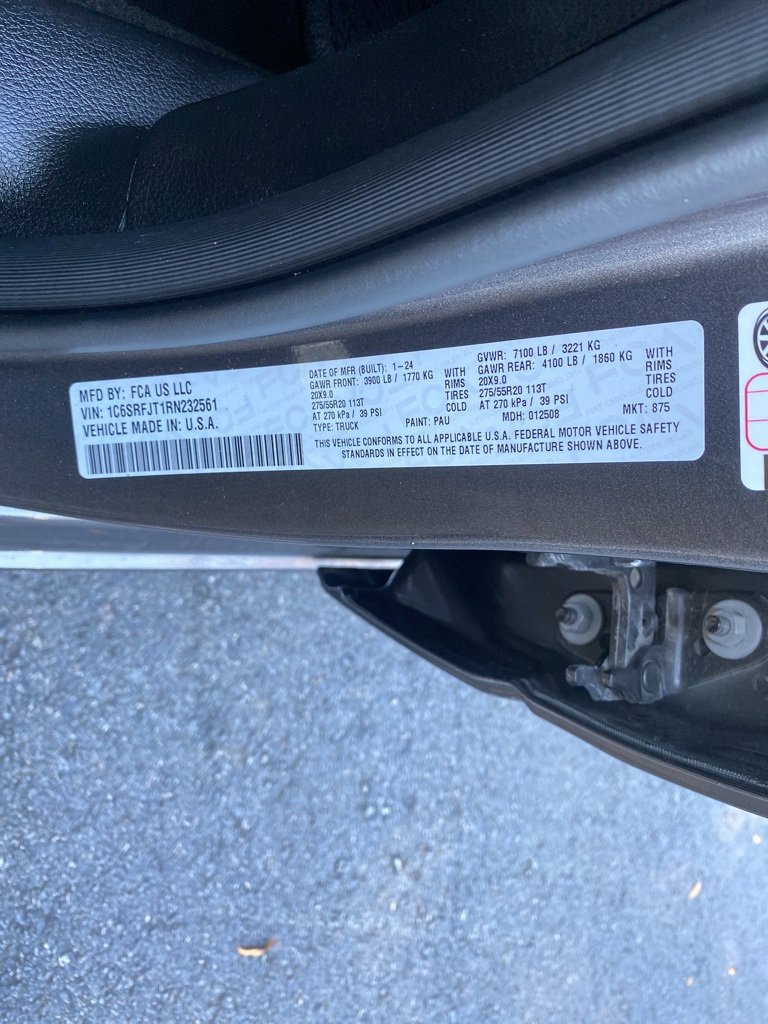 MFD BY: FCA US LLC
VIN: 1C6SRFJT1RN232561
VEHICLE MADE IN: U.S.A.
DATE OF MFR (BUILT): 1-24
GAWR FRONT: 3900 LB / 1770 KG WITH
20X9.0 RIMS
275/55R20 113T TIRES
AT 270 kPa / 39 PSI COLD
TYPE: TRUCK PAINT: PAU
GVWR: 7100 LB / 3221 KG
GAWR REAR: 4100 LB / 1860 KG WITH
20X9.0 RIMS
275/55R20 113T TIRES
AT 270 kPa / 39 PSI COLD
MDH: 012508 MKT: 875
THIS VEHICLE CONFORMS TO ALL APPLICABLE U.S.A. FEDERAL MOTOR VEHICLE SAFETY
STANDARDS IN EFFECT ON THE DATE OF MANUFACTURE SHOWN ABOVE.